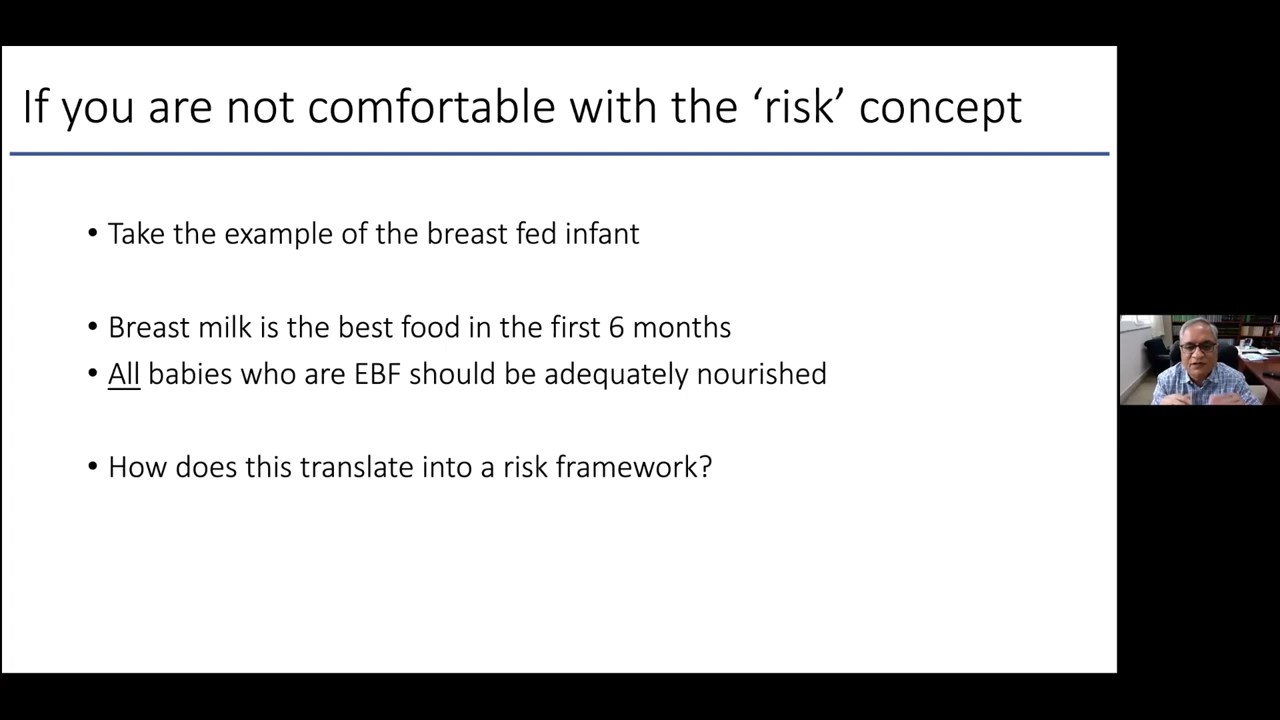 If you are not comfortable with the ‘risk’ concept
• Take the example of the breast fed infant
• Breast milk is the best food in the first 6 months
• All babies who are EBF should be adequately nourished
• How does this translate into a risk framework?